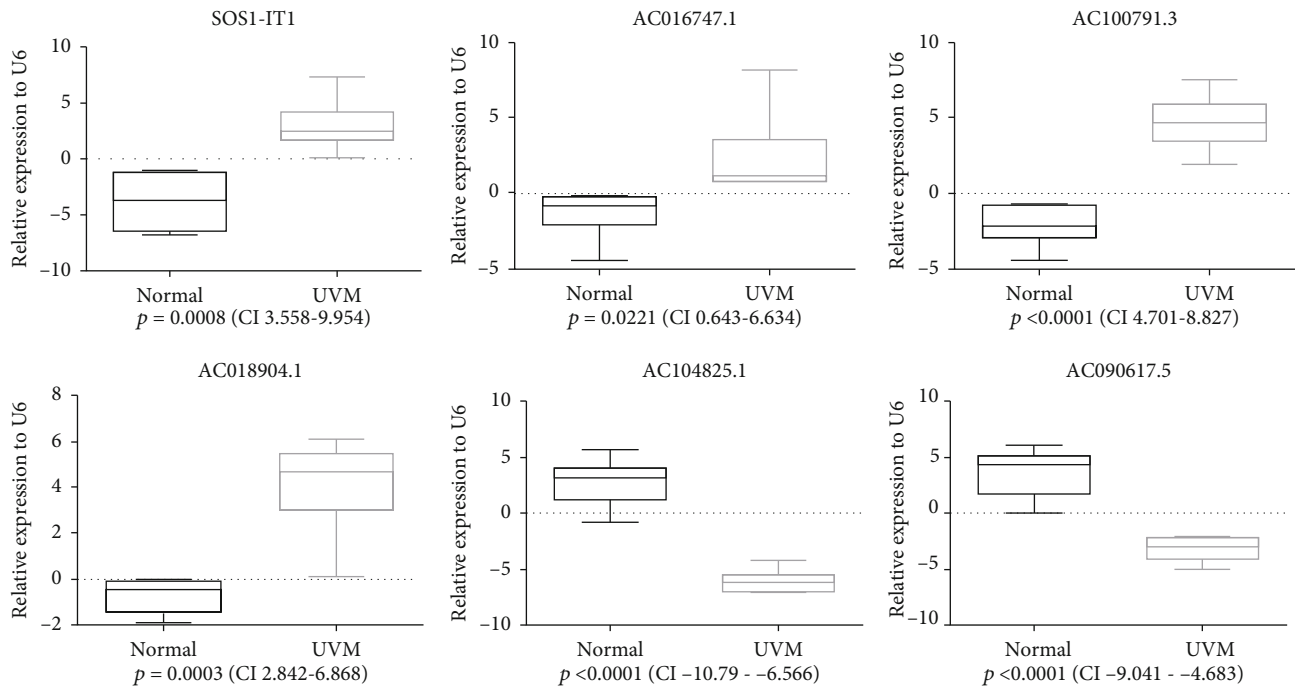 SOS1-IT1
Relative expression to U6
10
5
0
−5
−10
Normal UVM
p = 0.0008 (CI 3.558-9.954)
AC016747.1
Relative expression to U6
10
5
0
−5
Normal UVM
p = 0.0221 (CI 0.643-6.634)
AC100791.3
Relative expression to U6
10
5
0
−5
Normal UVM
p <0.0001 (CI 4.701-8.827)
AC018904.1
Relative expression to U6
8
6
4
2
0
−2
Normal UVM
p = 0.0003 (CI 2.842-6.868)
AC104825.1
Relative expression to U6
10
5
0
−5
−10
Normal UVM
p <0.0001 (CI −10.79 - −6.566)
AC090617.5
Relative expression to U6
10
5
0
−5
−10
Normal UVM
p <0.0001 (CI −9.041 - −4.683)